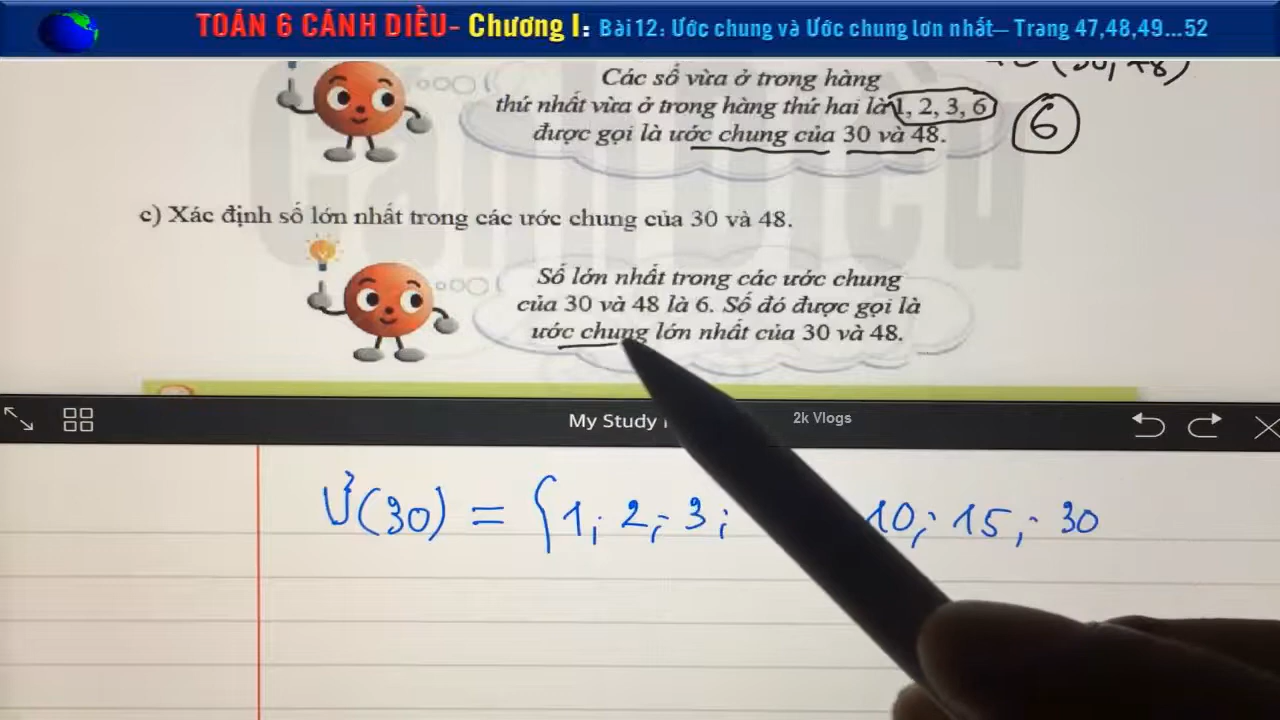 TOÁN 6 CÁNH DIỀU- Chương I: Bài 12: Ước chung và Ước chung lơn nhất– Trang 47,48,49...52
(30, 48)
Các số vừa ở trong hàng
thứ nhất vừa ở trong hàng thứ hai là 1, 2, 3, 6
được gọi là ước chung của 30 và 48.
6
c) Xác định số lớn nhất trong các ước chung của 30 và 48.
Số lớn nhất trong các ước chung
của 30 và 48 là 6. Số đó được gọi là
ước chung lớn nhất của 30 và 48.
My Study 2k Vlogs
Ư(30) = {1; 2; 3; 10; 15; 30